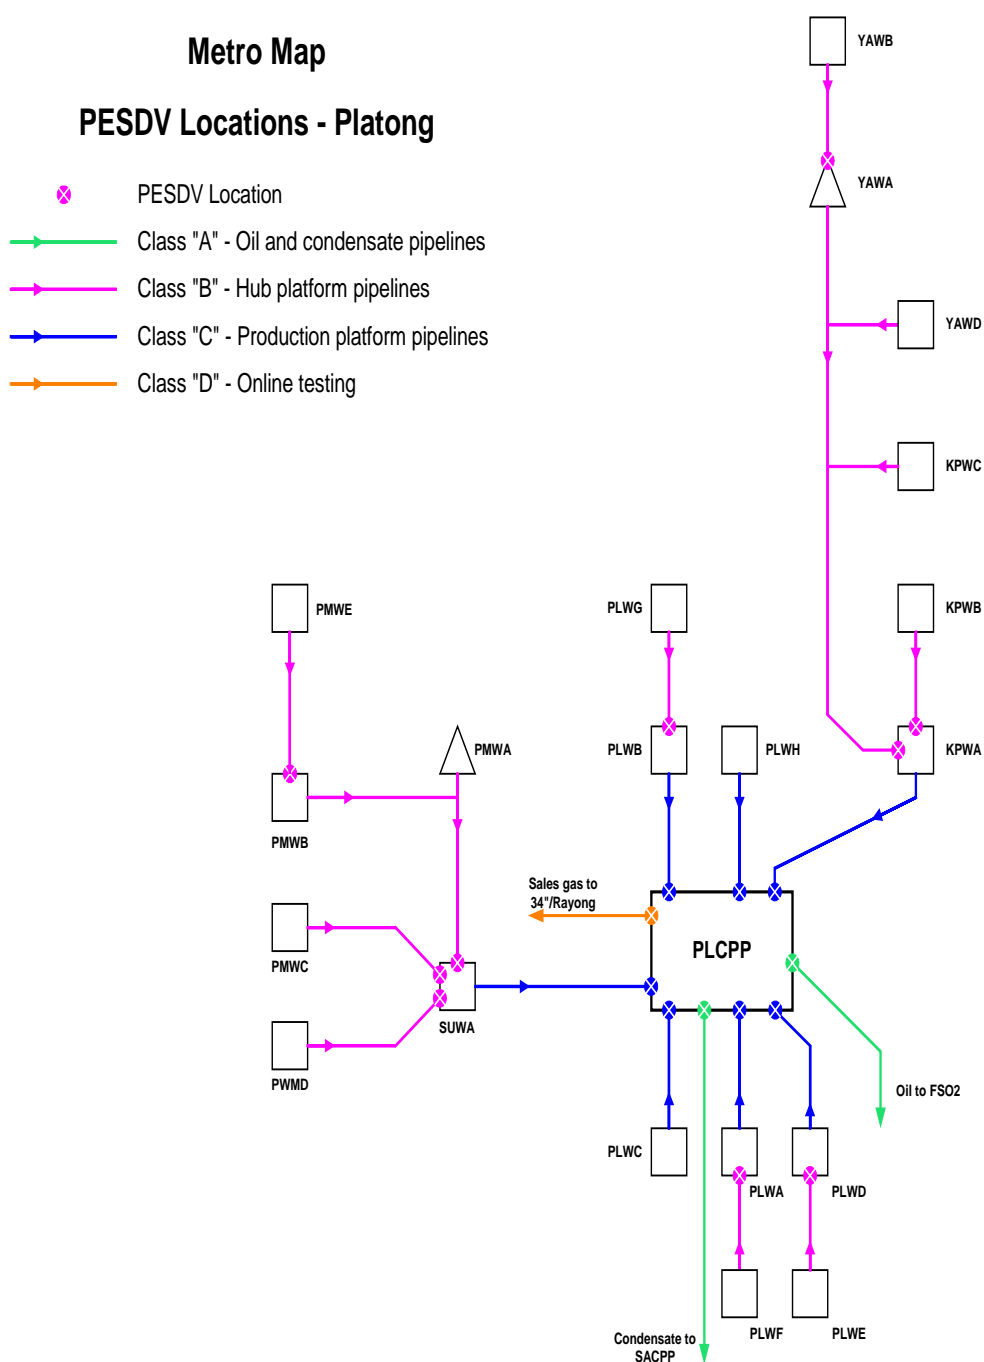 Metro Map
PESDV Locations - Platong
PESDV Location
Class "A" - Oil and condensate pipelines
Class "B" - Hub platform pipelines
Class "C" - Production platform pipelines
Class "D" - Online testing
YAWB
YAWA
YAWD
KPWC
PMWE
PLWG
KPWB
PMWA
PLWB
PLWH
KPWA
PMWB
Sales gas to
34"/Rayong
PMWC
PLCPP
SUWA
PWMD
Oil to FSO2
PLWC
PLWA
PLWD
PLWF
PLWE
Condensate to
SACPP